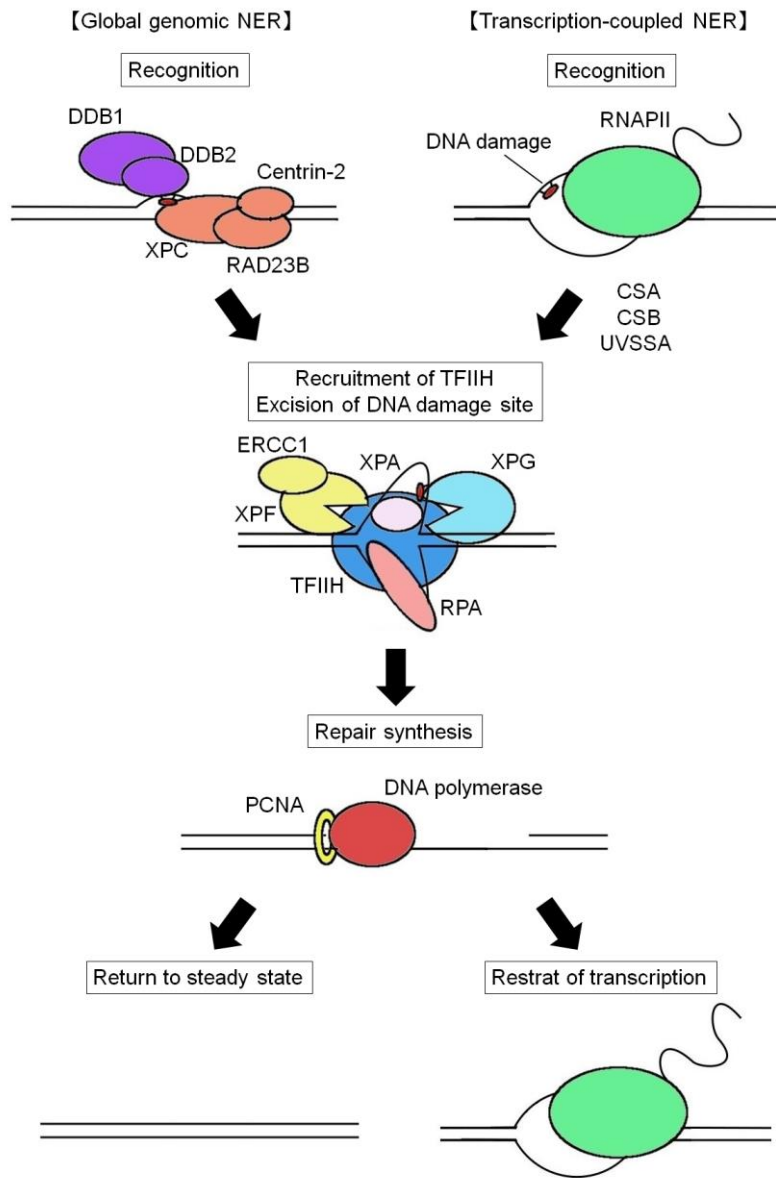 【Global genomic NER】
【Transcription-coupled NER】
Recognition
Recognition
DDB1
DDB2
Centrin-2
XPC
RAD23B
RNAPII
DNA damage
CSA
CSB
UVSSA
Recruitment of TFIIH
Excision of DNA damage site
ERCC1
XPA
XPG
XPF
TFIIH
RPA
Repair synthesis
PCNA
DNA polymerase
Return to steady state
Restrat of transcription